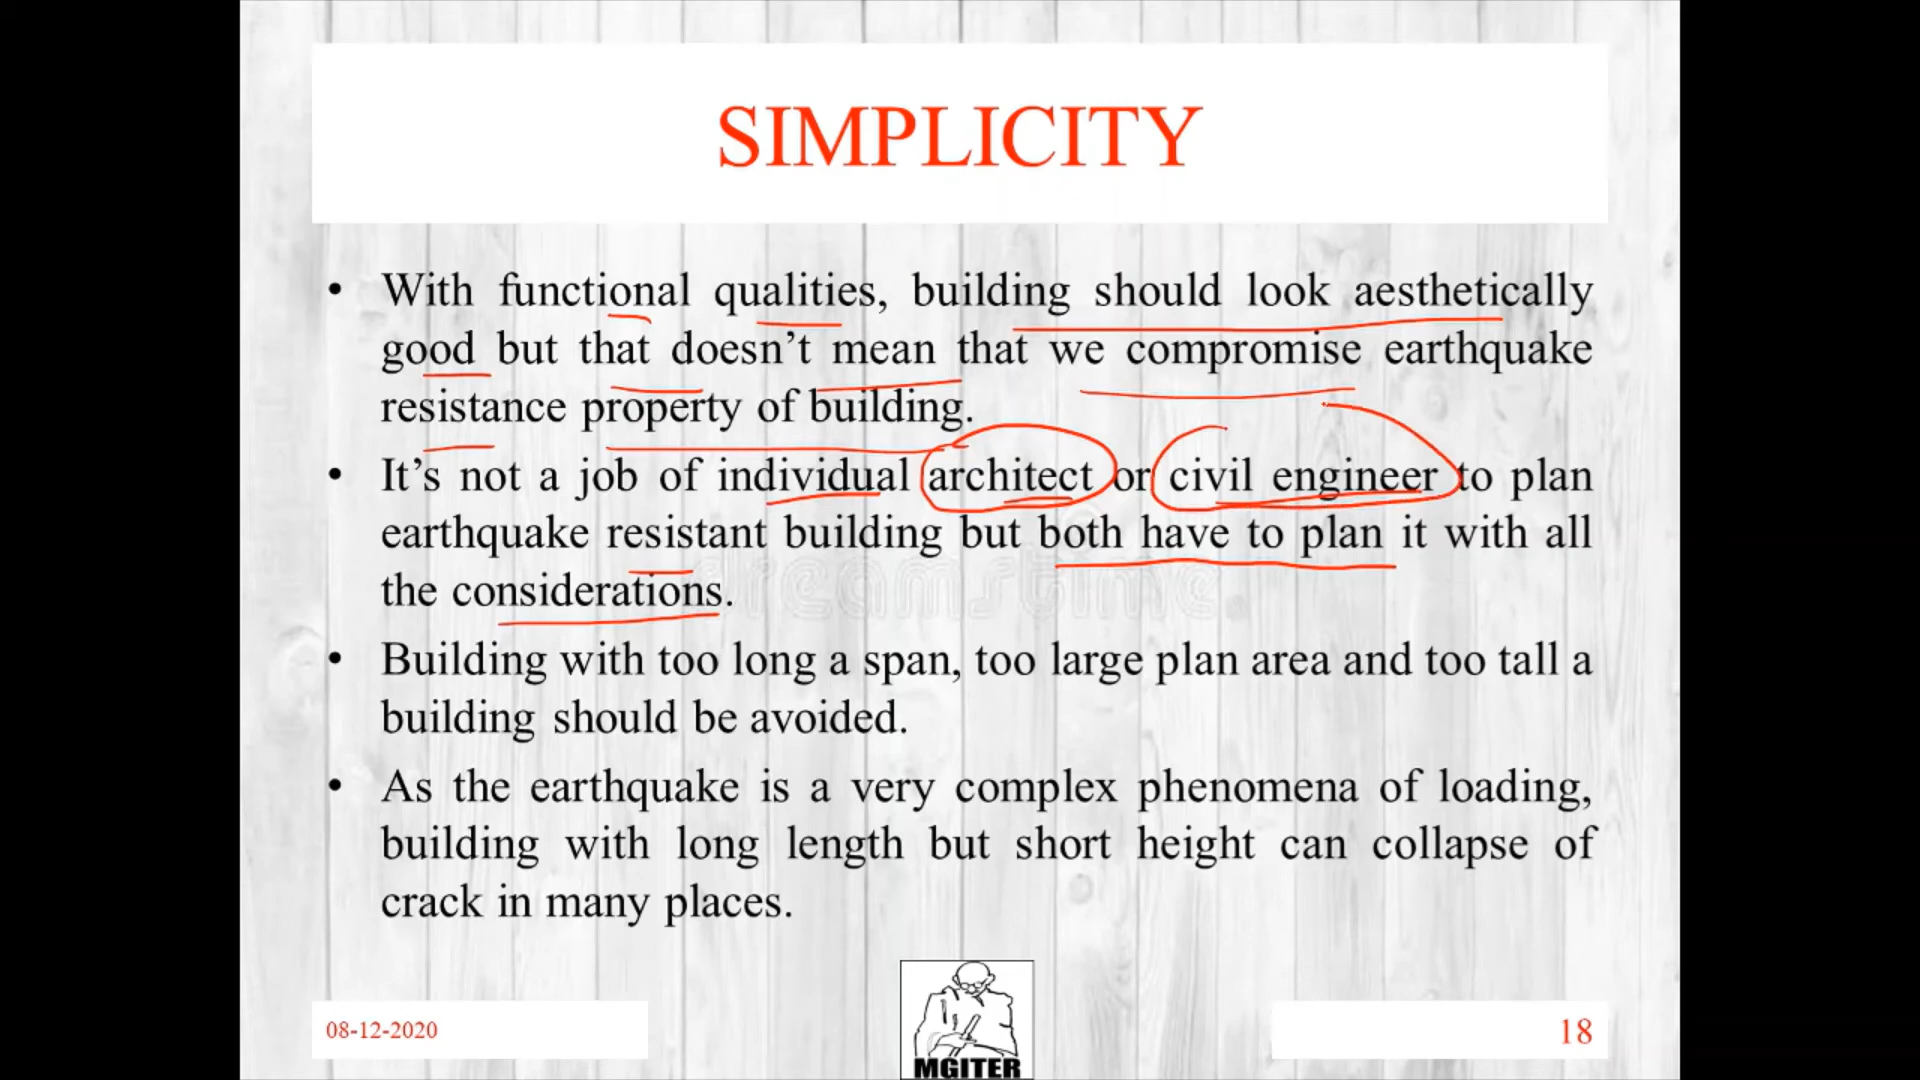 SIMPLICITY
• With functional qualities, building should look aesthetically
good but that doesn’t mean that we compromise earthquake
resistance property of building.
• It’s not a job of individual architect or civil engineer to plan
earthquake resistant building but both have to plan it with all
the considerations.
dreamstime
• Building with too long a span, too large plan area and too tall a
building should be avoided.
• As the earthquake is a very complex phenomena of loading,
building with long length but short height can collapse of
crack in many places.
08-12-2020
MGITER
18